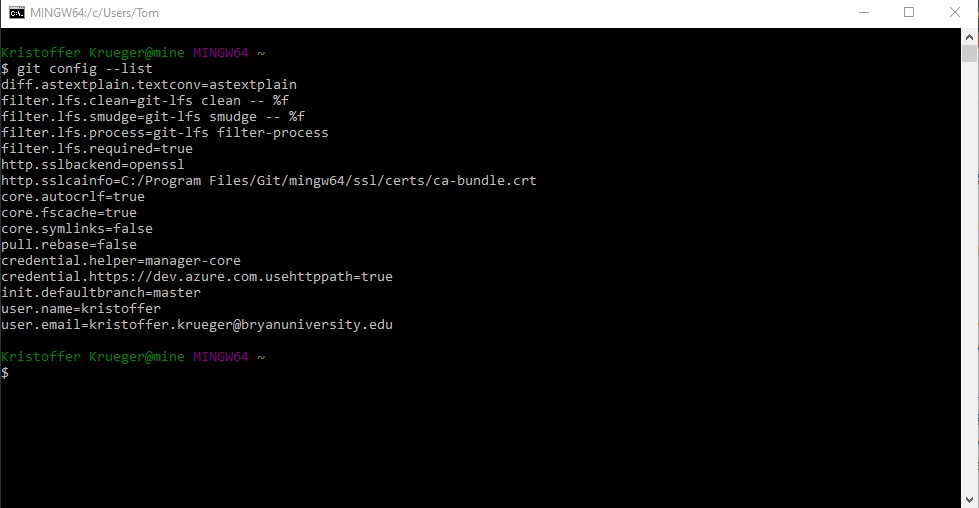 MINGW64:/c/Users/Tom
Kristoffer Krueger@mine MINGW64 ~
$ git config --list
diff.astextplain.textconv=astextplain
filter.lfs.clean=git-lfs clean -- %f
filter.lfs.smudge=git-lfs smudge -- %f
filter.lfs.process=git-lfs filter-process
filter.lfs.required=true
http.sslbackend=openssl
http.sslcainfo=C:/Program Files/Git/mingw64/ssl/certs/ca-bundle.crt
core.autocrlf=true
core.fscache=true
core.symlinks=false
pull.rebase=false
credential.helper=manager-core
credential.https://dev.azure.com.usehttppath=true
init.defaultbranch=master
user.name=kristoffer
user.email=kristoffer.krueger@bryanuniversity.edu
Kristoffer Krueger@mine MINGW64 ~
$